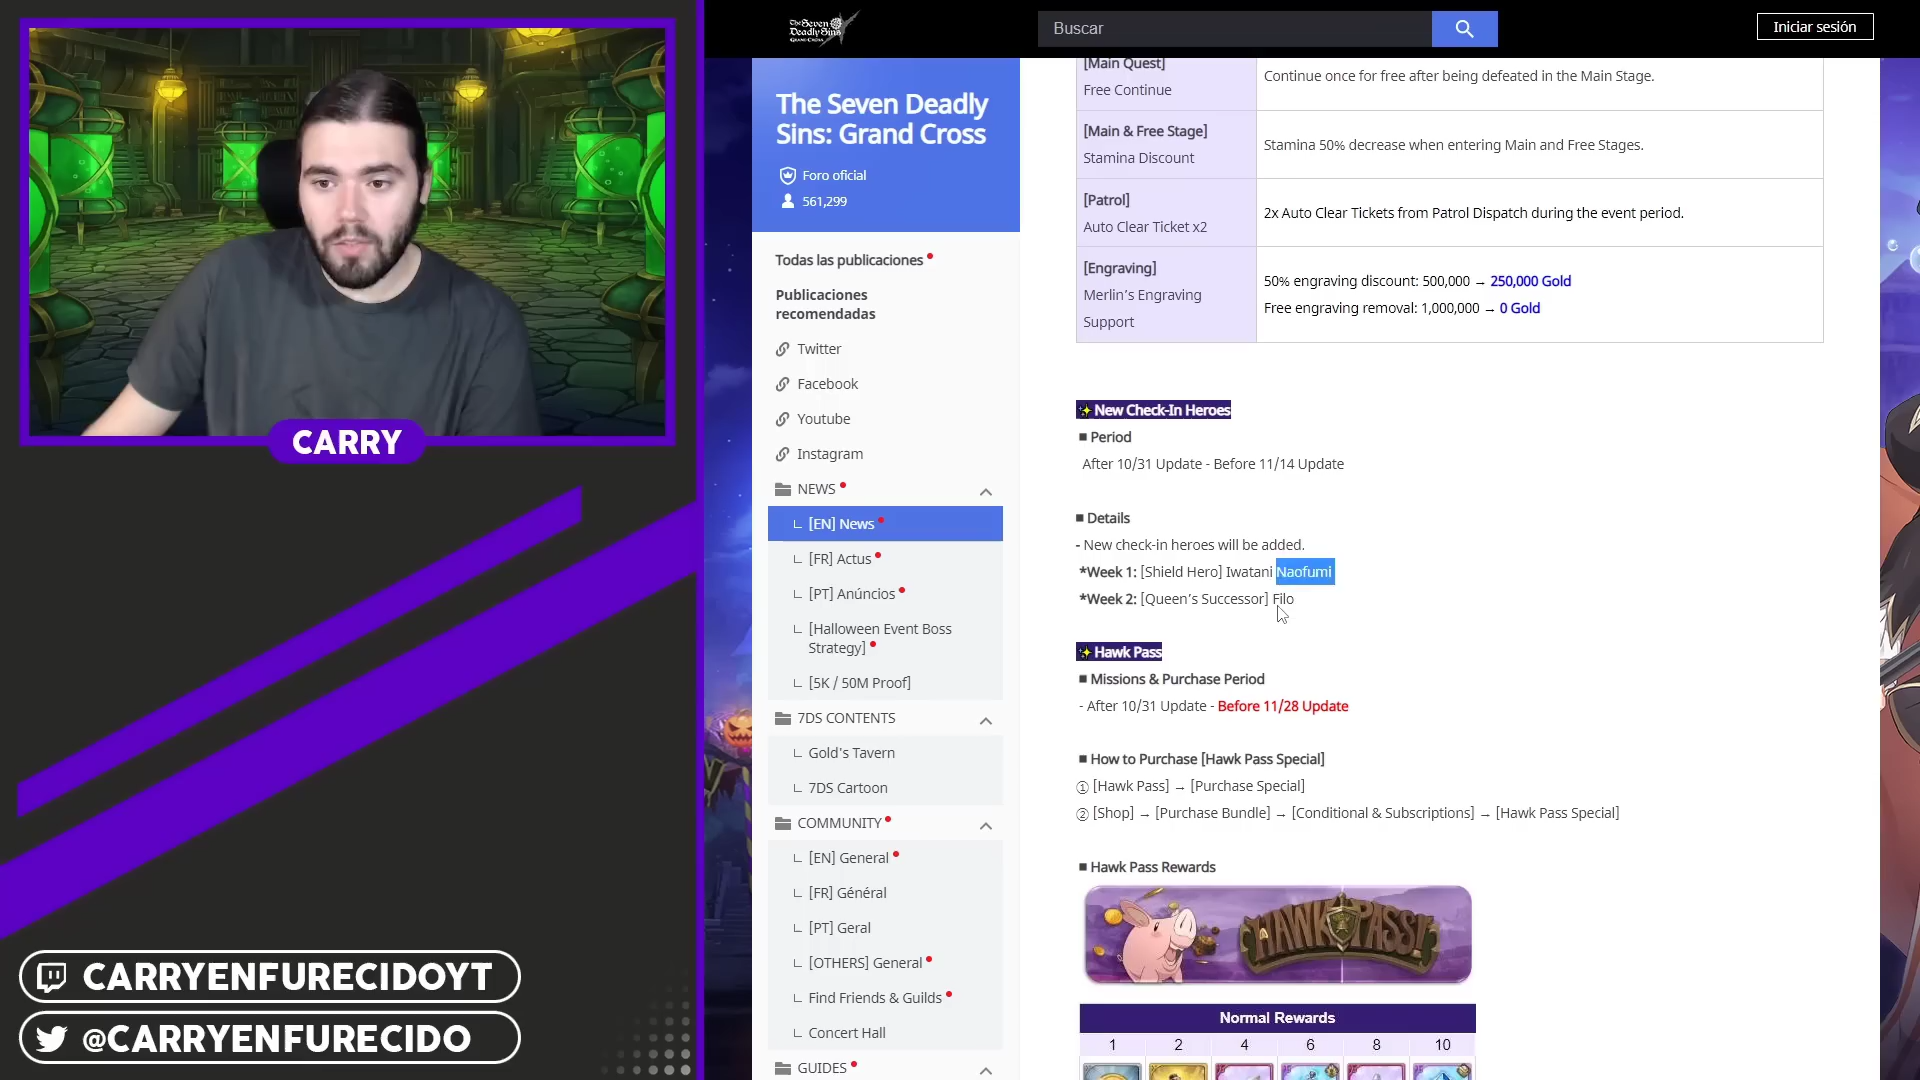 CARRY
CARRYENFURECIDOYT
@CARRYENFURECIDO
The Seven
Deadly Sins
GRAND CROSS
Buscar
Iniciar sesión
The Seven Deadly
Sins: Grand Cross
Foro oficial
561,299
Todas las publicaciones
Publicaciones
recomendadas
Twitter
Facebook
Youtube
Instagram
NEWS
[EN] News
[FR] Actus
[PT] Anúncios
[Halloween Event Boss
Strategy]
[5K / 50M Proof]
7DS CONTENTS
Gold's Tavern
7DS Cartoon
COMMUNITY
[EN] General
[FR] Général
[PT] Geral
[OTHERS] General
Find Friends & Guilds
Concert Hall
GUIDES
[Main Quest]
Free Continue
Continue once for free after being defeated in the Main Stage.
[Main & Free Stage]
Stamina Discount
Stamina 50% decrease when entering Main and Free Stages.
[Patrol]
Auto Clear Ticket x2
2x Auto Clear Tickets from Patrol Dispatch during the event period.
[Engraving]
Merlin's Engraving
Support
50% engraving discount: 500,000 → 250,000 Gold
Free engraving removal: 1,000,000 → 0 Gold
✨ New Check-In Heroes
■ Period
After 10/31 Update - Before 11/14 Update
■ Details
- New check-in heroes will be added.
*Week 1: [Shield Hero] Iwatani Naofumi
*Week 2: [Queen's Successor] Filo
✨ Hawk Pass
■ Missions & Purchase Period
- After 10/31 Update - Before 11/28 Update
■ How to Purchase [Hawk Pass Special]
① [Hawk Pass] → [Purchase Special]
② [Shop] → [Purchase Bundle] → [Conditional & Subscriptions] → [Hawk Pass Special]
■ Hawk Pass Rewards
HAWK PASS!
Normal Rewards
1 2 4 6 8 10